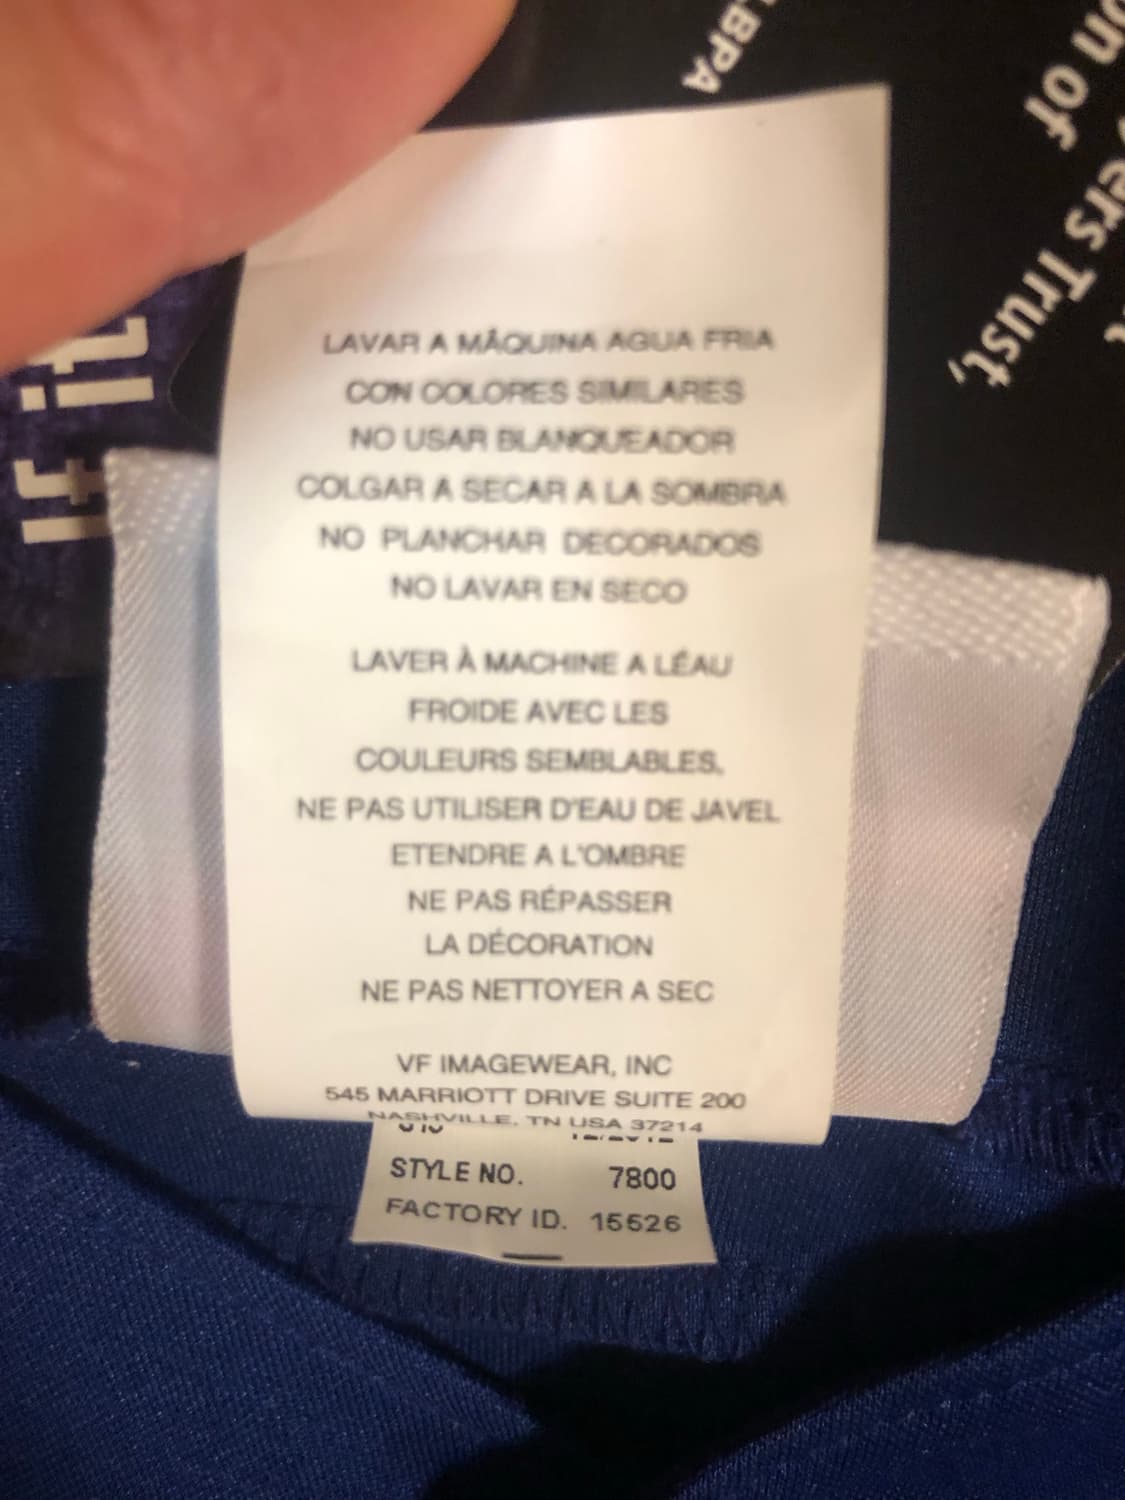 LBPA
on of
ers Trust,
If it
LAVAR A MÂQUINA AGUA FRIA
CON COLORES SIMILARES
NO USAR BLANQUEADOR
COLGAR A SECAR A LA SOMBRA
NO PLANCHAR DECORADOS
NO LAVAR EN SECO
LAVER À MACHINE A LÉAU
FROIDE AVEC LES
COULEURS SEMBLABLES,
NE PAS UTILISER D'EAU DE JAVEL
ETENDRE A L'OMBRE
NE PAS RÉPASSER
LA DÉCORATION
NE PAS NETTOYER A SEC
VF IMAGEWEAR, INC
545 MARRIOTT DRIVE SUITE 200
NASHVILLE, TN USA 37214
STYLE NO. 7800
FACTORY ID. 15526